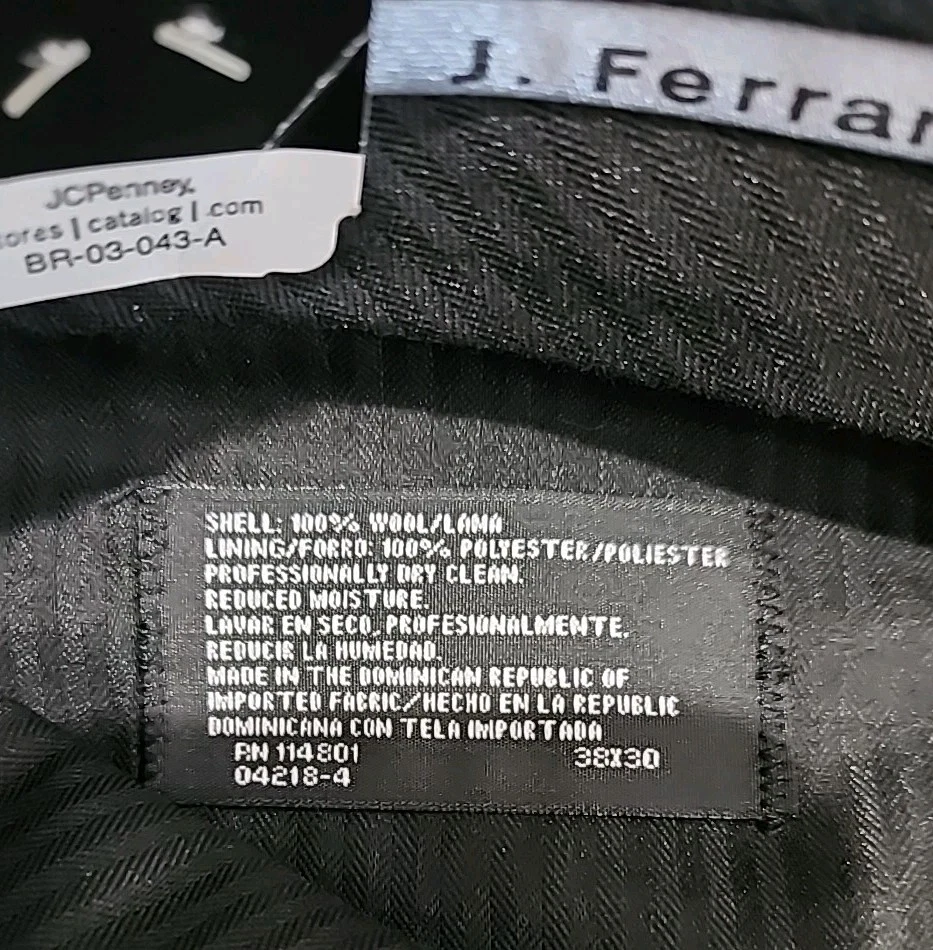 J. Ferrar
JCPenney
ores | catalog | .com
BR-03-043-A
SHELL: 100% WOOL/LANA
LINING/FORRO: 100% POLYESTER/POLIESTER
PROFESSIONALLY DRY CLEAN.
REDUCED MOISTURE.
LAVAR EN SECO PROFESIONALMENTE.
REDUCIR LA HUMEDAD.
MADE IN THE DOMINICAN REPUBLIC OF
IMPORTED FABRIC/HECHO EN LA REPUBLIC
DOMINICANA CON TELA IMPORTADA
RN 114801 38X30
04218-4